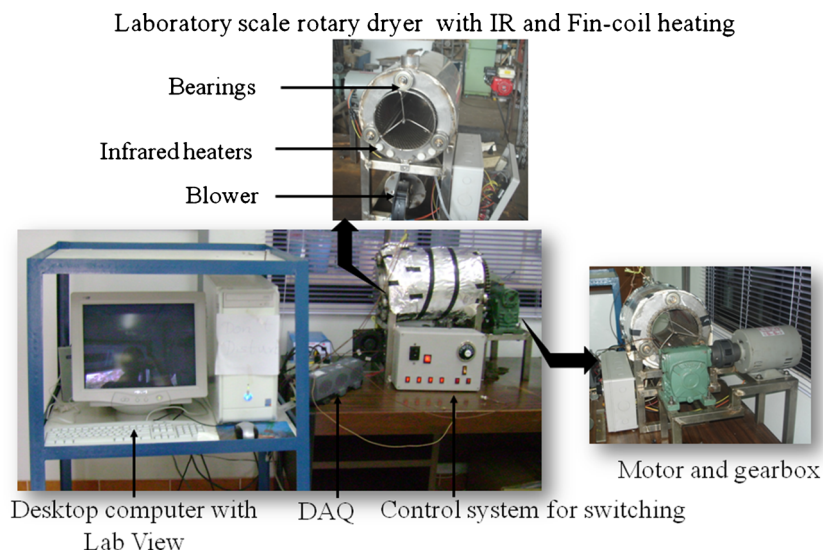 Laboratory scale rotary dryer with IR and Fin-coil heating
Bearings
Infrared heaters
Blower
Motor and gearbox
Desktop computer with
Lab View
DAQ
Control system for switching